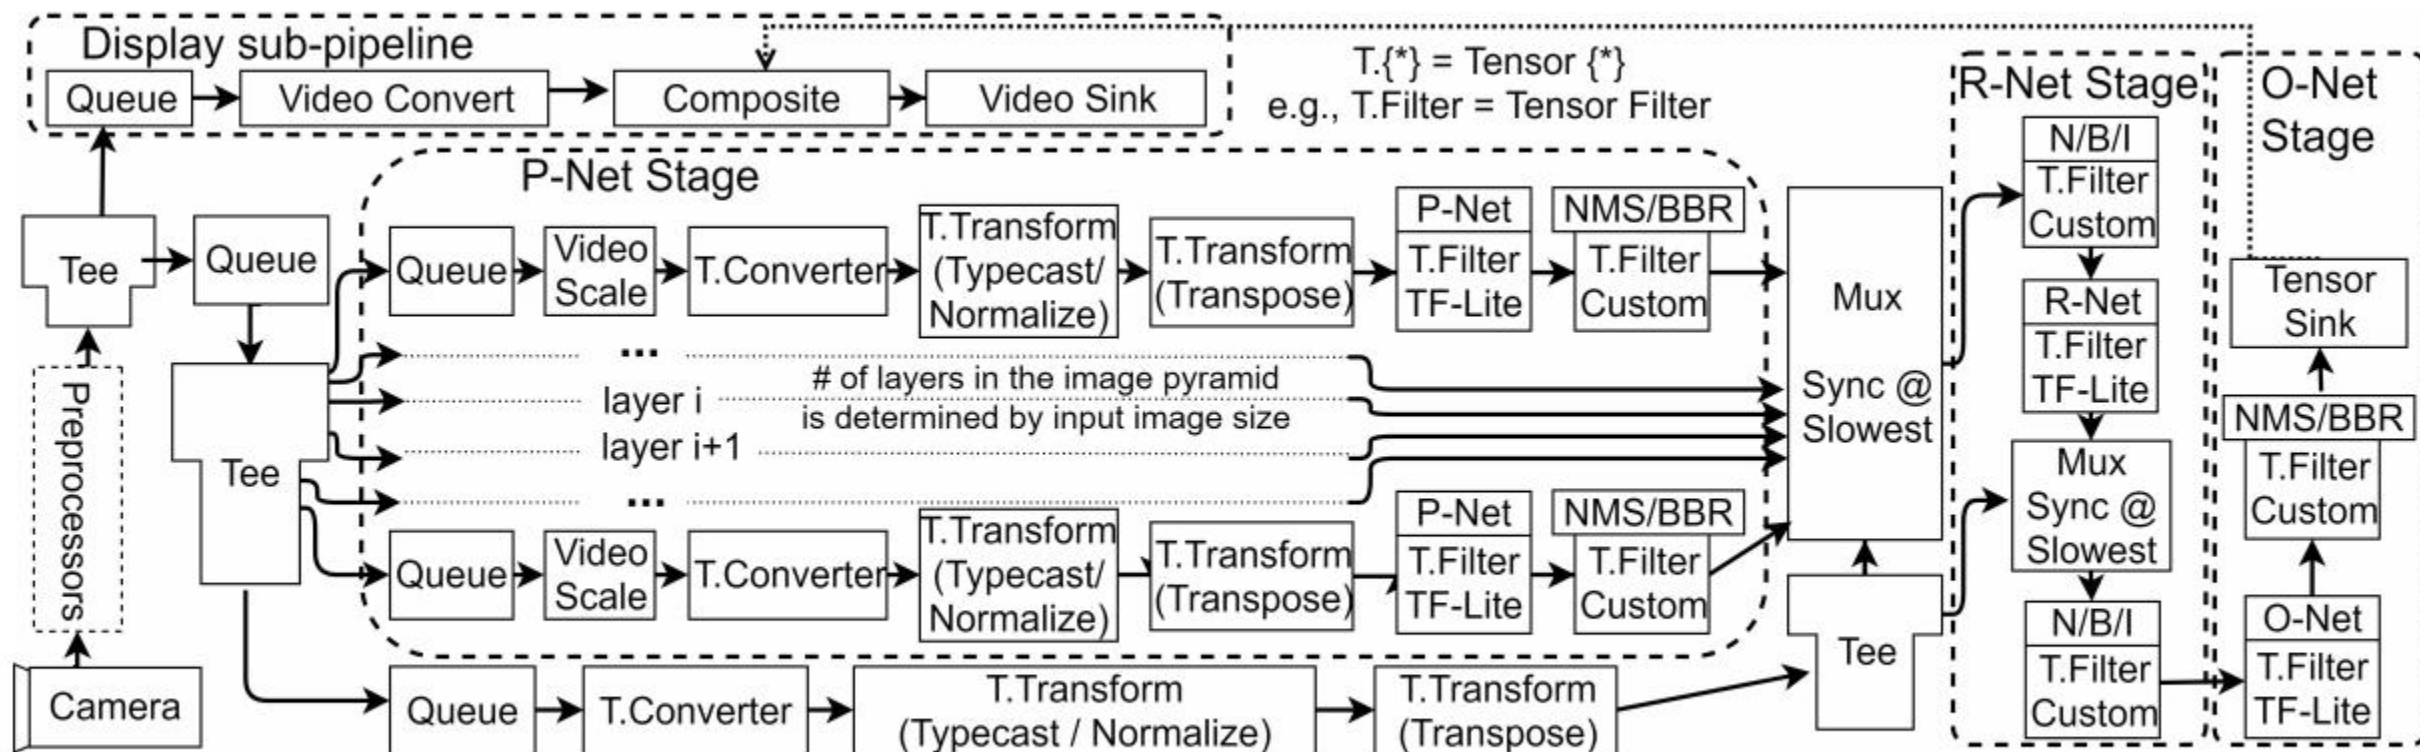 Display sub-pipeline
Queue
Video Convert
Composite
Video Sink
T.{*} = Tensor {*}
e.g., T.Filter = Tensor Filter
Tee
Queue
Preprocessors
Camera
Tee
P-Net Stage
Queue
Video
Scale
T.Converter
T.Transform
(Typecast/
Normalize)
T.Transform
(Transpose)
P-Net
T.Filter
TF-Lite
NMS/BBR
T.Filter
Custom
...
layer i
layer i+1
...
# of layers in the image pyramid
is determined by input image size
Queue
Video
Scale
T.Converter
T.Transform
(Typecast/
Normalize)
T.Transform
(Transpose)
P-Net
T.Filter
TF-Lite
NMS/BBR
T.Filter
Custom
Queue
T.Converter
T.Transform
(Typecast / Normalize)
T.Transform
(Transpose)
Mux
Sync @
Slowest
Tee
R-Net Stage
N/B/I
T.Filter
Custom
R-Net
T.Filter
TF-Lite
Mux
Sync @
Slowest
N/B/I
T.Filter
Custom
O-Net
Stage
Tensor
Sink
NMS/BBR
T.Filter
Custom
O-Net
T.Filter
TF-Lite